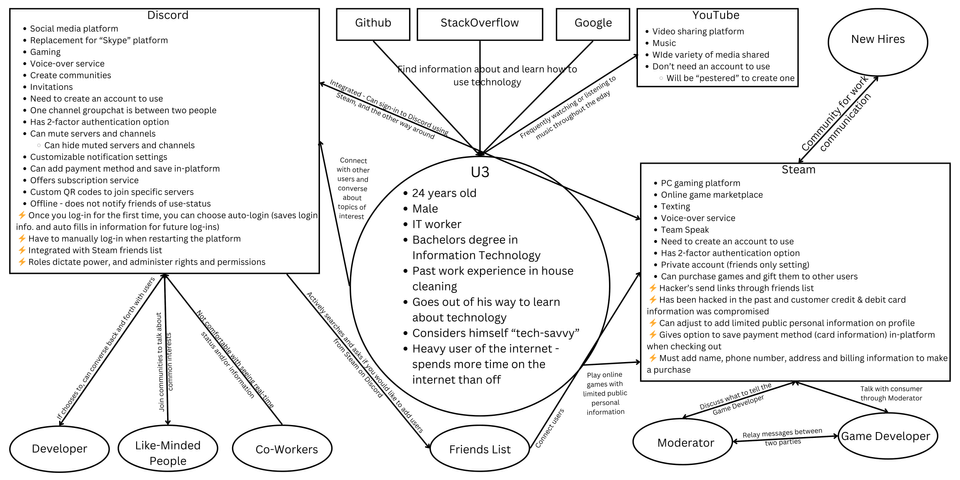 Discord
Social media platform
Replacement for "Skype" platform
Gaming
Voice-over service
Create communities
Invitations
Need to create an account to use
One channel groupchat is between two people
Has 2-factor authentication option
Can mute servers and channels
Can hide muted servers and channels
Customizable notification settings
Can add payment method and save in-platform
Offers subscription service
Custom QR codes to join specific servers
Offline - does not notify friends of use-status
⚡ Once you log-in for the first time, you can choose auto-login (saves login
info. and auto fills in information for future log-ins)
⚡ Have to manually log-in when restarting the platform
⚡ Integrated with Steam friends list
⚡ Roles dictate power, and administer rights and permissions
Github
StackOverflow
Google
Find information about and learn how to
use technology
YouTube
Video sharing platform
Music
WIde variety of media shared
Don't need an account to use
Will be "pestered" to create one
New Hires
Community for work
communication
Integrated - Can sign-in to Discord using
Steam, and the other way around
Frequently watching or listening to
music throughout the eday
Connect
with other
users and
converse
about
topics of
interest
U3
24 years old
Male
IT worker
Bachelors degree in
Information Technology
Past work experience in house
cleaning
Goes out of his way to learn
about technology
Considers himself "tech-savvy"
Heavy user of the internet -
spends more time on the
internet than off
Steam
PC gaming platform
Online game marketplace
Texting
Voice-over service
Team Speak
Need to create an account to use
Has 2-factor authentication option
Private account (friends only setting)
Can purchase games and gift them to other users
⚡ Hacker's send links through friends list
⚡ Has been hacked in the past and customer credit & debit card
information was compromised
⚡ Can adjust to add limited public personal information on profile
⚡ Gives option to save payment method (card information) in-platform
when checking out
⚡ Must add name, phone number, address and billing information to make
a purchase
If chooses to, can converse back and forth with users
Join communities to talk about
common interests
Not comfortable with seeing real-time
status and/or information
Actively searches and asks if you would like to add users
from Steam on Discord
Connect users
Play online
games with
limited public
personal
information
Discuss what to tell the
Game Developer
Talk with consumer
through Moderator
Relay messages between
two parties
Developer
Like-Minded
People
Co-Workers
Friends List
Moderator
Game Developer